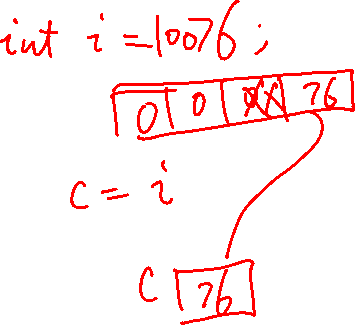 int i = 10076;
0 0 76
c = i
C 76